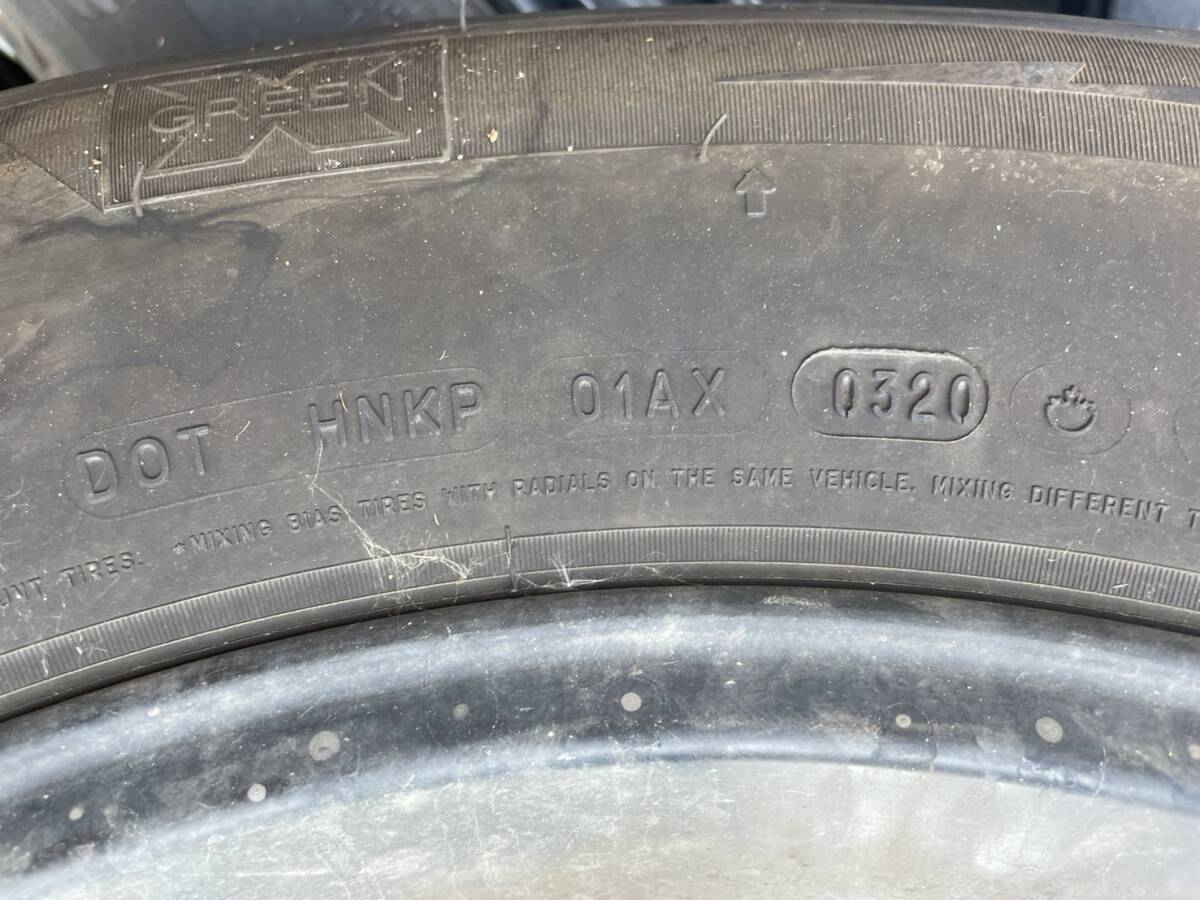 GREEN X
DOT HNKP 01AX 0320
UNT TIRES. *MIXING BIAS TIRES WITH RADIALS ON THE SAME VEHICLE. MIXING DIFFERENT T